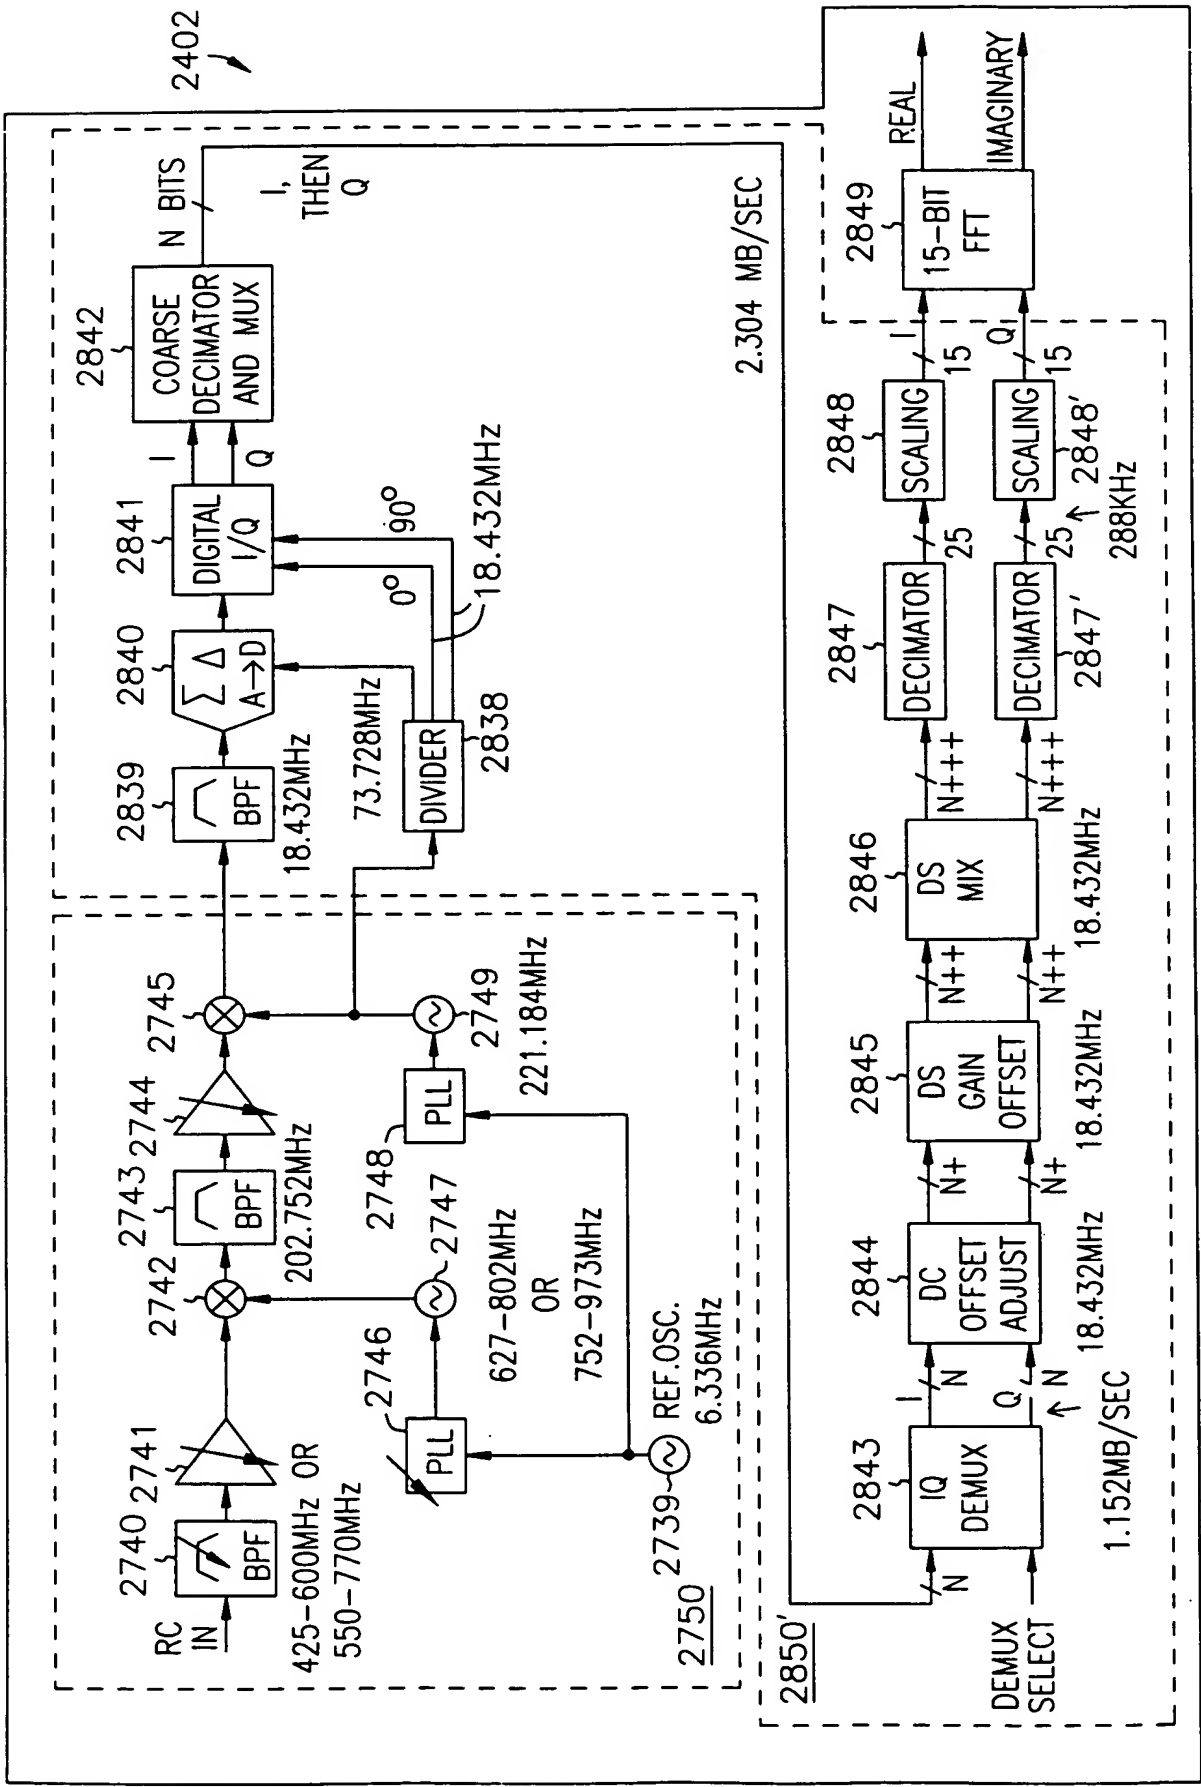 2402
RC
IN
2740
BPF
425-600MHz OR
550-770MHz
2741
2742
2743
BPF
202.752MHz
2744
2745
2746
PLL
2747
627-802MHz
OR
752-973MHz
2748
PLL
2749
221.184MHz
2739
REF.OSC.
6.336MHz
2750
2839
BPF
18.432MHz
2840
Σ Δ
A→D
2841
DIGITAL
I/Q
I
Q
2842
COARSE
DECIMATOR
AND MUX
N BITS
I,
THEN
Q
73.728MHz
DIVIDER
2838
0°
90°
18.432MHz
2.304 MB/SEC
2850'
DEMUX
SELECT
N
2843
IQ
DEMUX
1.152MB/SEC
I
N
Q
N
2844
DC
OFFSET
ADJUST
18.432MHz
N+
N+
2845
DS
GAIN
OFFSET
18.432MHz
N++
N++
2846
DS
MIX
18.432MHz
N+++
N+++
2847
DECIMATOR
DECIMATOR
2847'
25
25
288KHz
2848
SCALING
SCALING
2848'
I
15
Q
15
2849
15-BIT
FFT
REAL
IMAGINARY